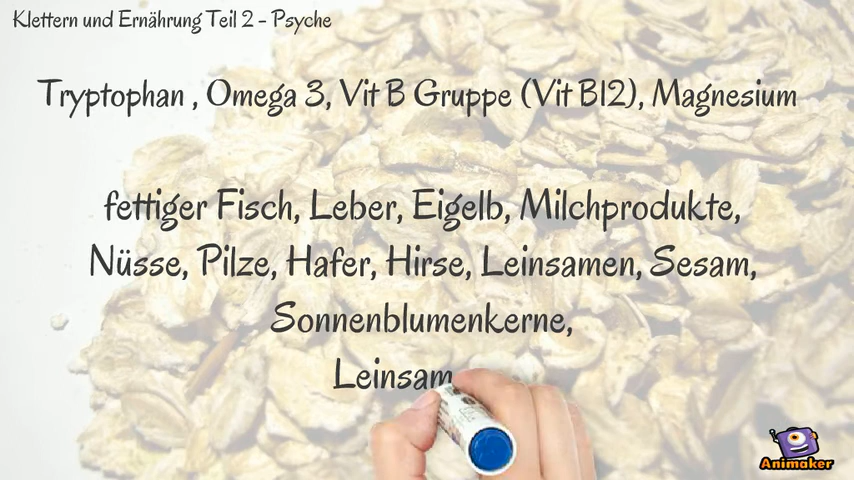 Klettern und Ernährung Teil 2 - Psyche
Tryptophan , Omega 3, Vit B Gruppe (Vit B12), Magnesium
fettiger Fisch, Leber, Eigelb, Milchprodukte,
Nüsse, Pilze, Hafer, Hirse, Leinsamen, Sesam,
Sonnenblumenkerne,
Leinsam
Animaker